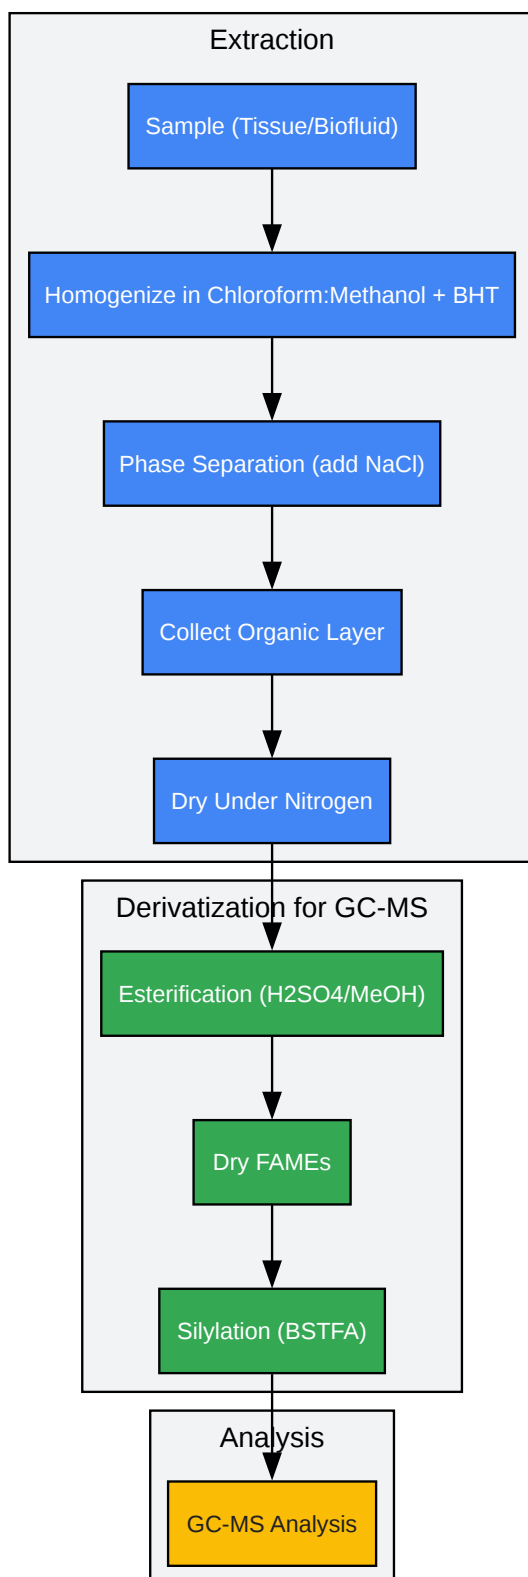 Extraction
Sample (Tissue/Biofluid)
Homogenize in Chloroform:Methanol + BHT
Phase Separation (add NaCl)
Collect Organic Layer
Dry Under Nitrogen
Derivatization for GC-MS
Esterification (H2SO4/MeOH)
Dry FAMEs
Silylation (BSTFA)
Analysis
GC-MS Analysis